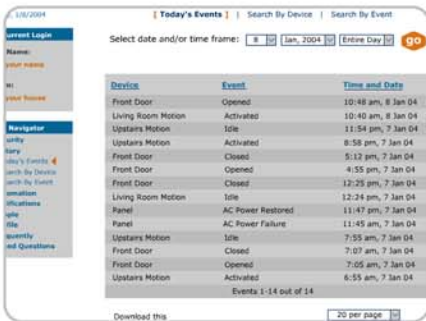 1/8/2004
[ Today's Events ] | Search By Device | Search By Event
Select date and/or time frame: 8 Jan, 2004 Entire Day go
urrent Login
Name:
your name
your house
Navigator
urity
tory
day's Events
earch By Device
earch By Event
omation
ifications
ople
file
quently
ed Questions
Device Event Time and Date
Front Door Opened 10:48 am, 8 Jan 04
Living Room Motion Activated 10:40 am, 8 Jan 04
Upstairs Motion Idle 11:54 pm, 7 Jan 04
Upstairs Motion Activated 8:58 pm, 7 Jan 04
Front Door Closed 5:12 pm, 7 Jan 04
Front Door Opened 4:55 pm, 7 Jan 04
Front Door Closed 12:25 pm, 7 Jan 04
Living Room Motion Idle 12:24 pm, 7 Jan 04
Panel AC Power Restored 11:47 pm, 7 Jan 04
Panel AC Power Failure 11:45 am, 7 Jan 04
Upstairs Motion Idle 7:55 am, 7 Jan 04
Front Door Closed 7:07 am, 7 Jan 04
Front Door Opened 7:05 am, 7 Jan 04
Upstairs Motion Activated 6:55 am, 7 Jan 04
Events 1-14 out of 14
Download this 20 per page